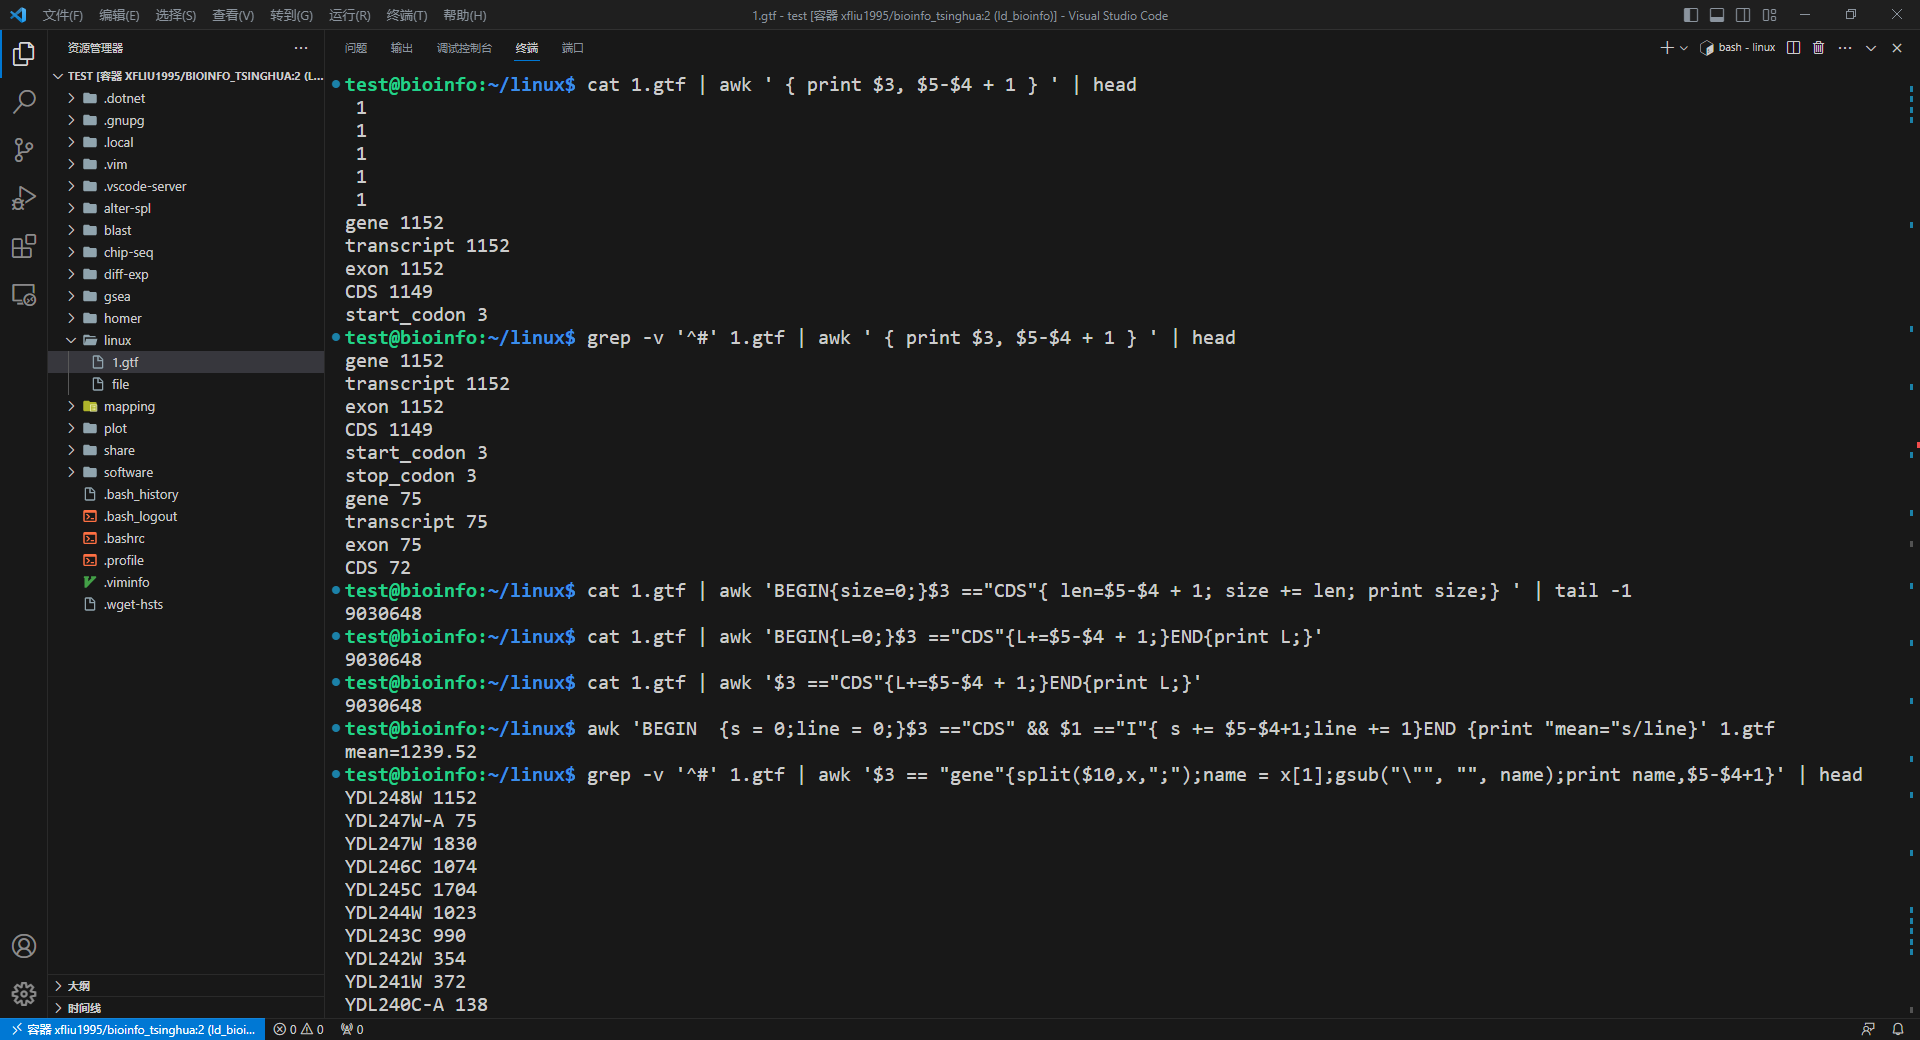 文件(F) 编辑(E) 选择(S) 查看(V) 转到(G) 运行(R) 终端(T) 帮助(H)
1.gtf - test [容器 xfliu1995/bioinfo_tsinghua:2 (ld_bioinfo)] - Visual Studio Code
资源管理器
TEST [容器 XFLIU1995/BIOINFO_TSINGHUA:2 (L...
.dotnet
.gnupg
.local
.vim
.vscode-server
alter-spl
blast
chip-seq
diff-exp
gsea
homer
linux
1.gtf
file
mapping
plot
share
software
.bash_history
.bash_logout
.bashrc
.profile
.viminfo
.wget-hsts
大纲
时间线
问题 输出 调试控制台 终端 端口
bash - linux
test@bioinfo:~/linux$ cat 1.gtf | awk ' { print $3, $5-$4 + 1 } ' | head
1
1
1
1
1
gene 1152
transcript 1152
exon 1152
CDS 1149
start_codon 3
test@bioinfo:~/linux$ grep -v '^#' 1.gtf | awk ' { print $3, $5-$4 + 1 } ' | head
gene 1152
transcript 1152
exon 1152
CDS 1149
start_codon 3
stop_codon 3
gene 75
transcript 75
exon 75
CDS 72
test@bioinfo:~/linux$ cat 1.gtf | awk 'BEGIN{size=0;}$3 =="CDS"{ len=$5-$4 + 1; size += len; print size;} ' | tail -1
9030648
test@bioinfo:~/linux$ cat 1.gtf | awk 'BEGIN{L=0;}$3 =="CDS"{L+=$5-$4 + 1;}END{print L;}'
9030648
test@bioinfo:~/linux$ cat 1.gtf | awk '$3 =="CDS"{L+=$5-$4 + 1;}END{print L;}'
9030648
test@bioinfo:~/linux$ awk 'BEGIN  {s = 0;line = 0;}$3 =="CDS" && $1 =="I"{ s += $5-$4+1;line += 1}END {print "mean="s/line}' 1.gtf
mean=1239.52
test@bioinfo:~/linux$ grep -v '^#' 1.gtf | awk '$3 == "gene"{split($10,x,";");name = x[1];gsub("\"", "", name);print name,$5-$4+1}' | head
YDL248W 1152
YDL247W-A 75
YDL247W 1830
YDL246C 1074
YDL245C 1704
YDL244W 1023
YDL243C 990
YDL242W 354
YDL241W 372
YDL240C-A 138
容器 xfliu1995/bioinfo_tsinghua:2 (ld_bioi... 0 0 0